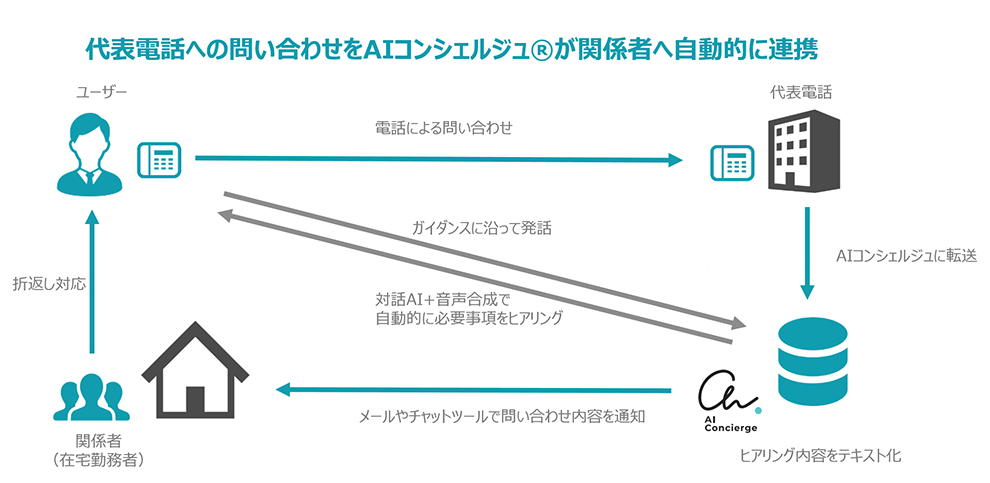 代表電話への問い合わせをAIコンシェルジュ®が関係者へ自動的に連携
ユーザー
代表電話
電話による問い合わせ
ガイダンスに沿って発話
AIコンシェルジュに転送
折返し対応
対話AI＋音声合成で
自動的に必要事項をヒアリング
AI
Concierge
メールやチャットツールで問い合わせ内容を通知
関係者
（在宅勤務者）
ヒアリング内容をテキスト化